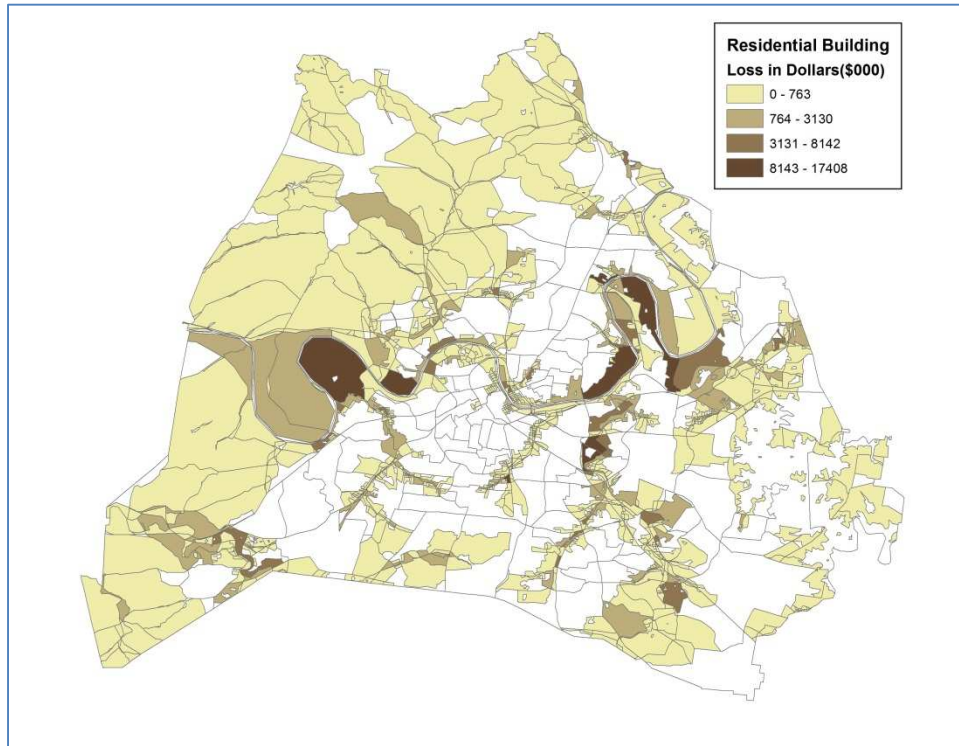 Residential Building
Loss in Dollars($000)
0 - 763
764 - 3130
3131 - 8142
8143 - 17408